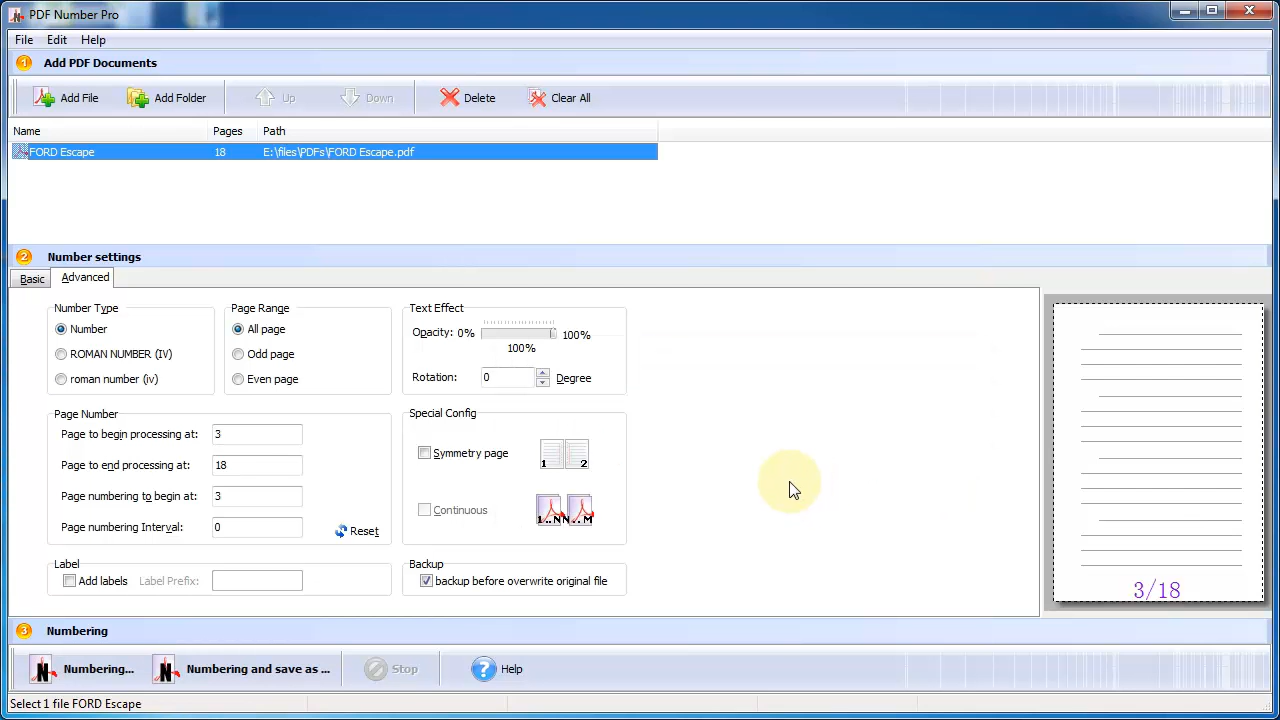 PDF Number Pro
File Edit Help
1 Add PDF Documents
Add File Add Folder Up Down Delete Clear All
Name Pages Path
FORD Escape 18 E:\files\PDFs\FORD Escape.pdf
2 Number settings
Basic Advanced
Number Type Page Range Text Effect
Number All page Opacity: 0% 100%
100%
ROMAN NUMBER (IV) Odd page
roman number (iv) Even page Rotation: 0 Degree
Page Number Special Config
Page to begin processing at: 3
Symmetry page 1 2
Page to end processing at: 18
Page numbering to begin at: 3
Continuous 1..N N..M
Page numbering Interval: 0 Reset
Label Backup
Add labels Label Prefix: backup before overwrite original file
3/18
3 Numbering
Numbering... Numbering and save as ... Stop Help
Select 1 file FORD Escape